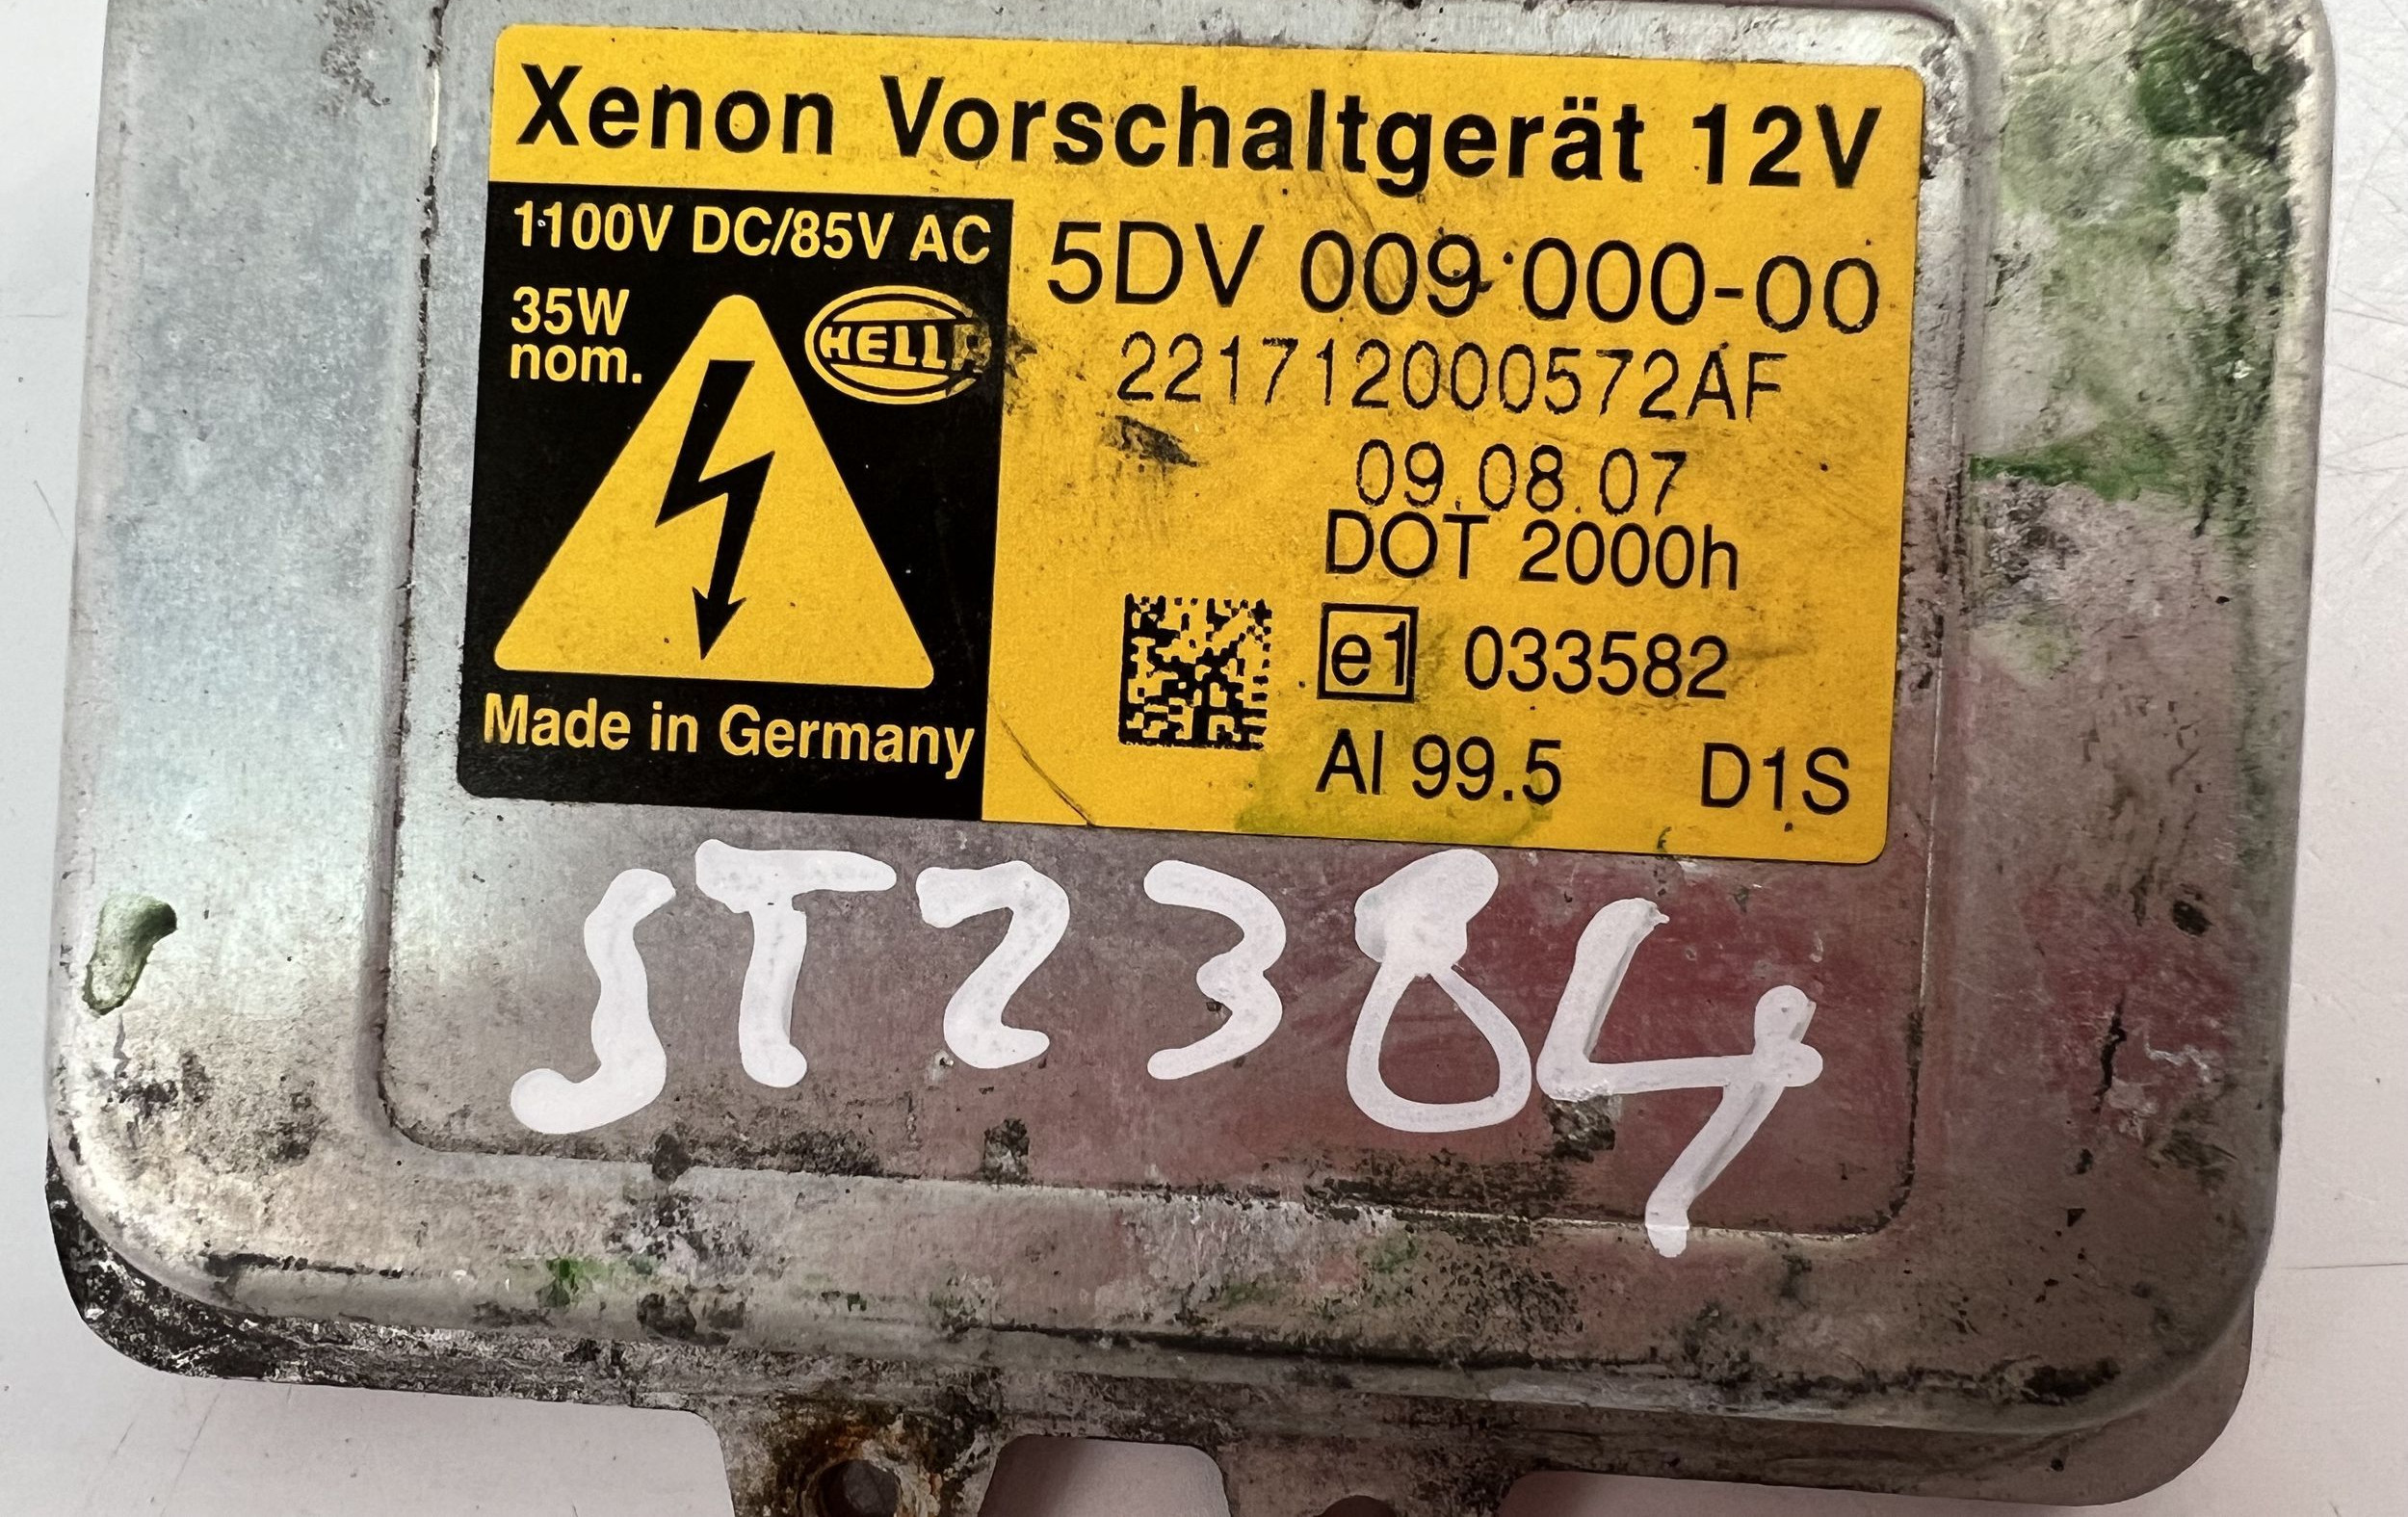 Xenon Vorschaltgerät 12V
1100V DC/85V AC
35W
nom.
HELLA
Made in Germany
5DV 009 000-00
221712000572AF
09.08.07
DOT 2000h
e1 033582
Al 99.5 D1S
ST2384